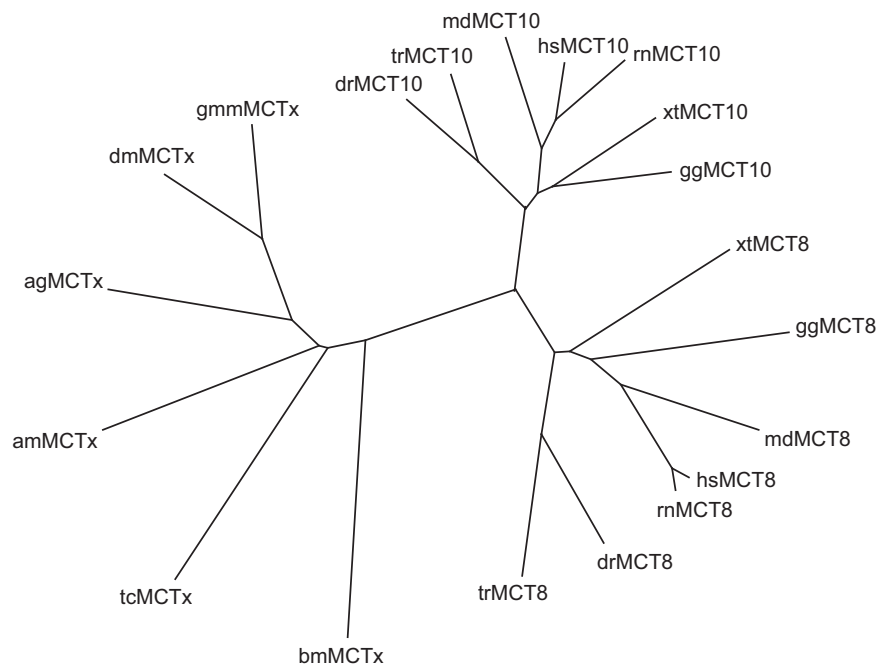 mdMCT10
hsMCT10
rnMCT10
trMCT10
drMCT10
gmmMCTx
xtMCT10
dmMCTx
ggMCT10
xtMCT8
agMCTx
ggMCT8
amMCTx
mdMCT8
hsMCT8
rnMCT8
drMCT8
trMCT8
tcMCTx
bmMCTx